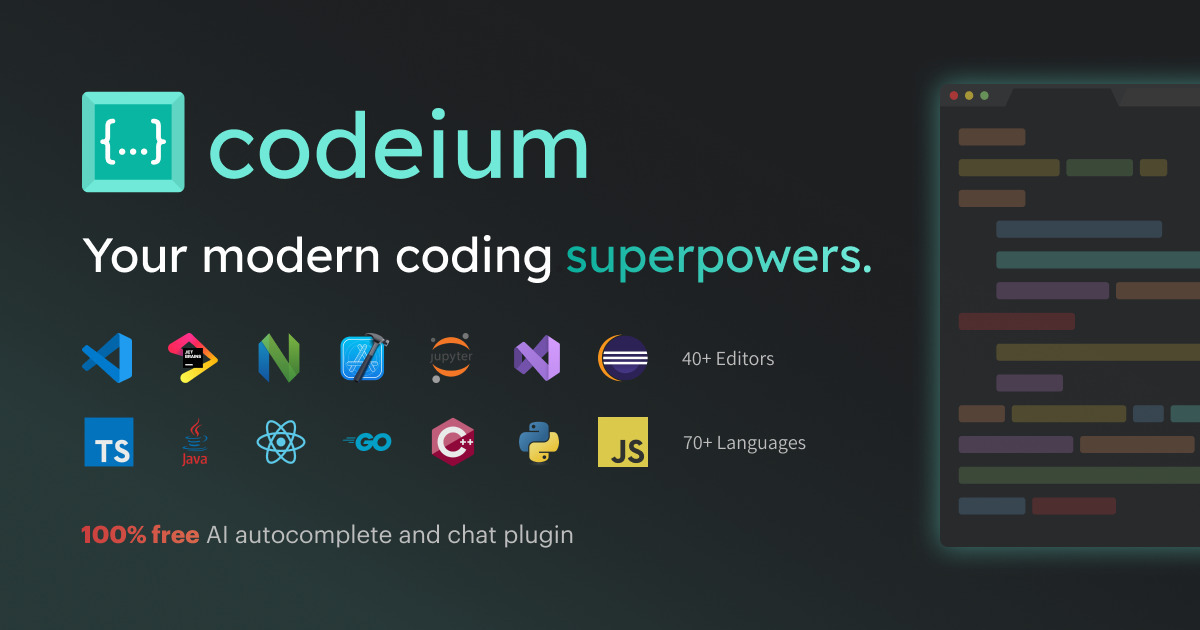 {...} codeium
Your modern coding superpowers.
JET BRAINS jupyter 40+ Editors
TS Java GO C++ JS 70+ Languages
100% free AI autocomplete and chat plugin